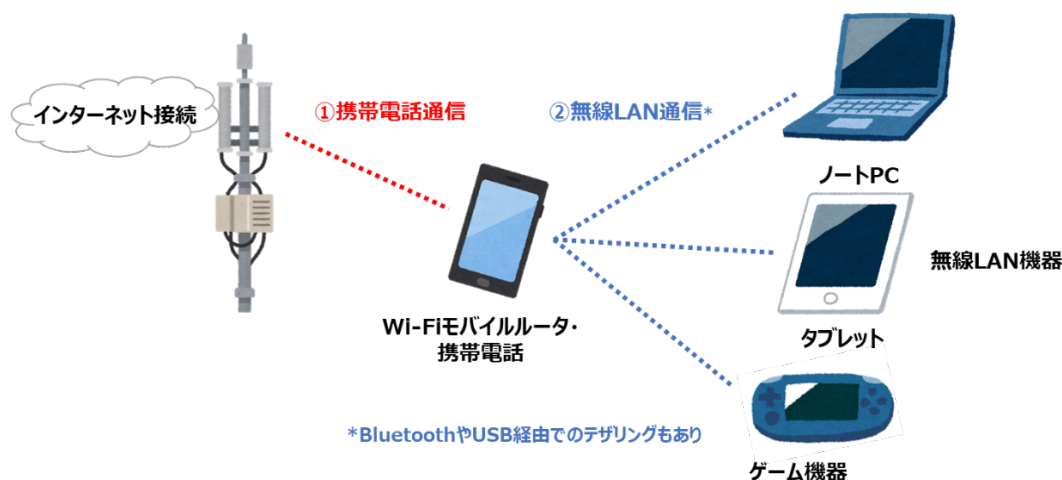 インターネット接続
①携帯電話通信
②無線LAN通信*
ノートPC
無線LAN機器
Wi-Fiモバイルルータ・
携帯電話
タブレット
*BluetoothやUSB経由でのテザリングもあり
ゲーム機器